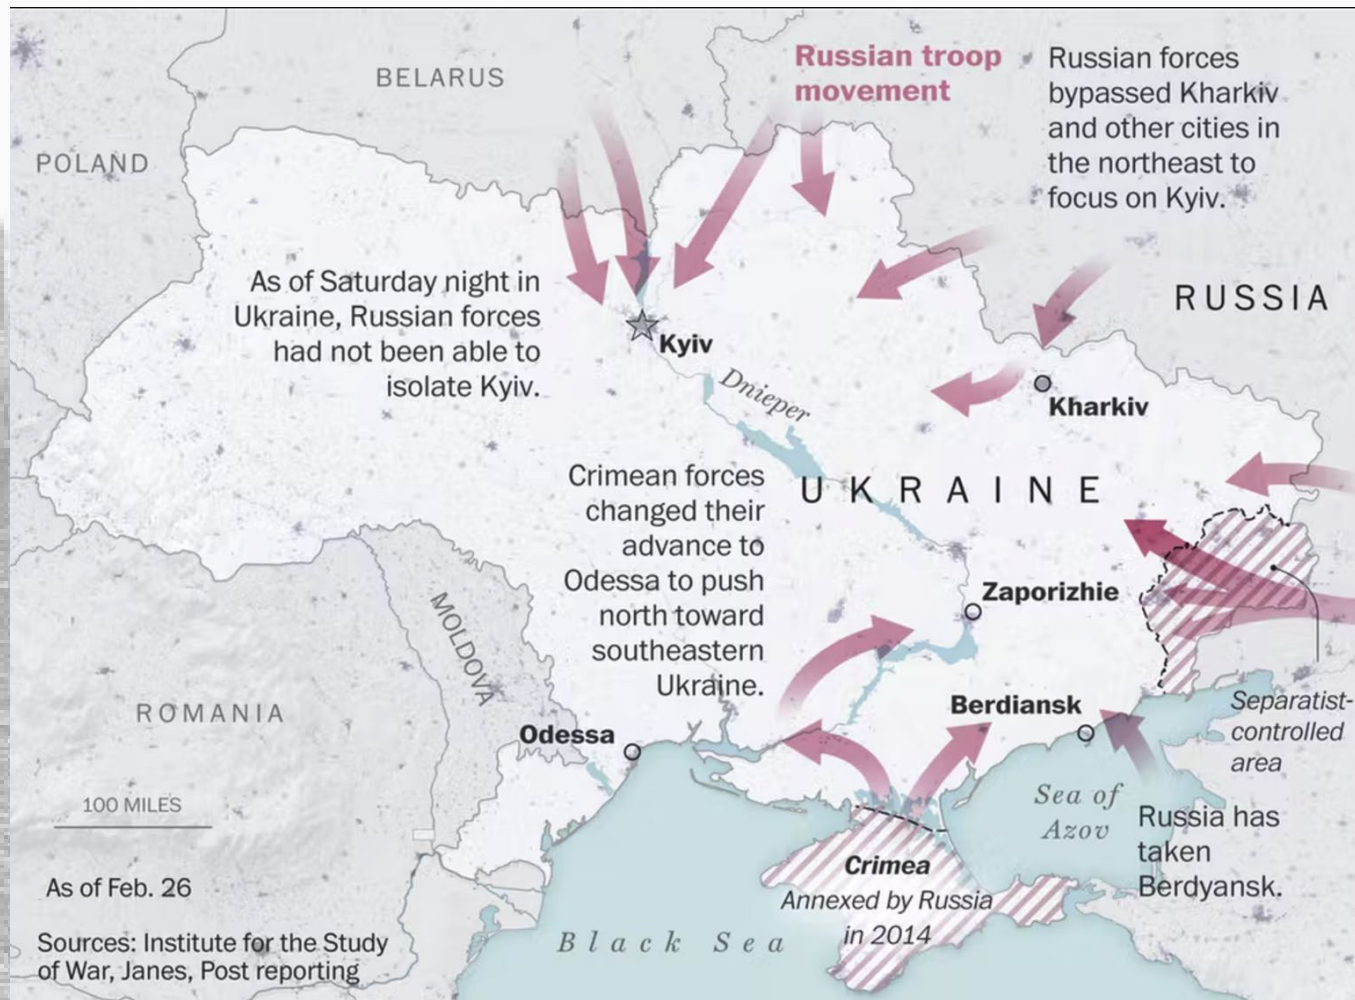 BELARUS
Russian troop
movement
Russian forces
bypassed Kharkiv
and other cities in
the northeast to
focus on Kyiv.
POLAND
As of Saturday night in
Ukraine, Russian forces
had not been able to
isolate Kyiv.
RUSSIA
Kyiv
Dnieper
Kharkiv
UKRAINE
Crimean forces
changed their
advance to
Odessa to push
north toward
southeastern
Ukraine.
Zaporizhie
MOLDOVA
ROMANIA
Berdiansk
Odessa
Separatist-
controlled
area
100 MILES
Sea of
Azov
Russia has
taken
Berdyansk.
Crimea
Annexed by Russia
in 2014
As of Feb. 26
Black Sea
Sources: Institute for the Study
of War, Janes, Post reporting